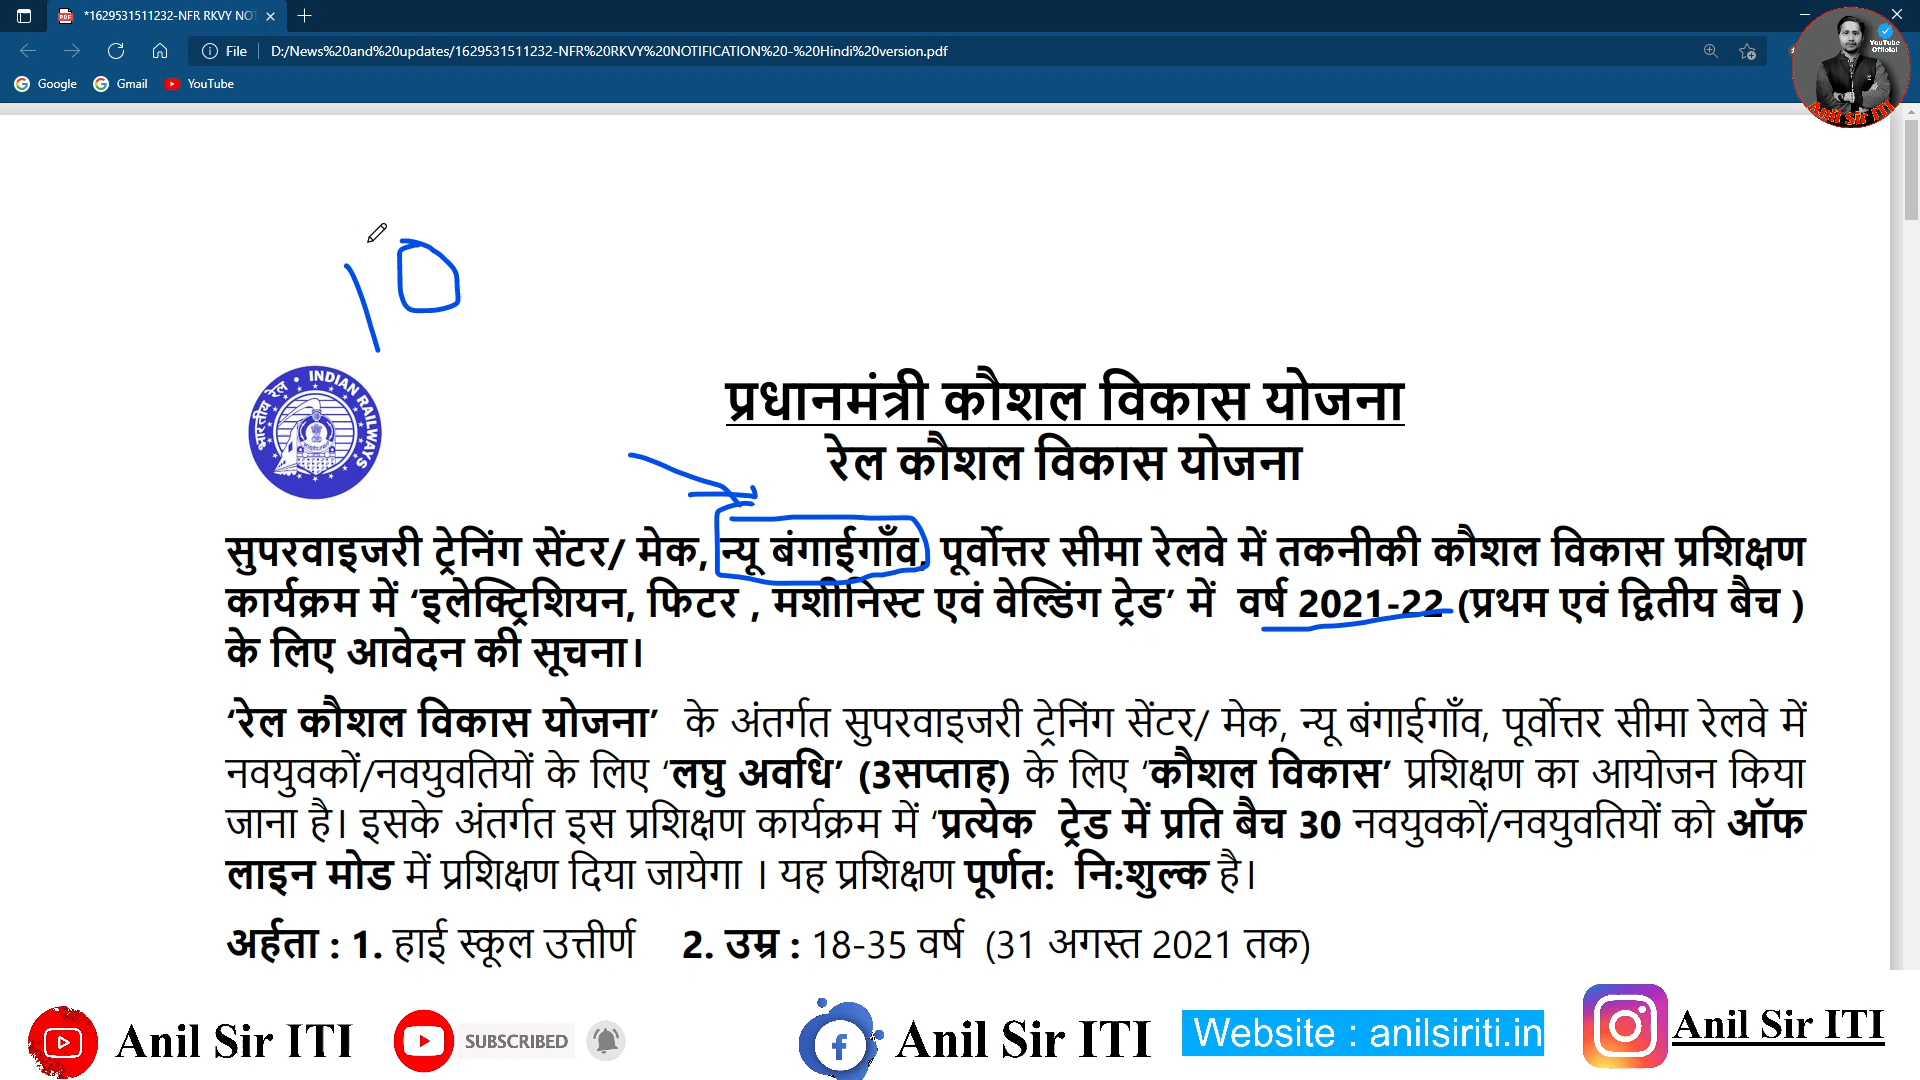 *1629531511232-NFR RKVY NO
File
D:/News%20and%20updates/1629531511232-NFR%20RKVY%20NOTIFICATION%20-%20Hindi%20version.pdf
YouTube
Official
Anil Sir ITI
Google
Gmail
YouTube
10
भारतीय रेल • INDIAN RAILWAYS
प्रधानमंत्री कौशल विकास योजना
रेल कौशल विकास योजना
सुपरवाइजरी ट्रेनिंग सेंटर/ मेक, न्यू बंगाईगाँव, पूर्वोत्तर सीमा रेलवे में तकनीकी कौशल विकास प्रशिक्षण
कार्यक्रम में ‘इलेक्ट्रिशियन, फिटर , मशीनिस्ट एवं वेल्डिंग ट्रेड’ में वर्ष 2021-22 (प्रथम एवं द्वितीय बैच )
के लिए आवेदन की सूचना।
‘रेल कौशल विकास योजना’ के अंतर्गत सुपरवाइजरी ट्रेनिंग सेंटर/ मेक, न्यू बंगाईगाँव, पूर्वोत्तर सीमा रेलवे में
नवयुवकों/नवयुवतियों के लिए ‘लघु अवधि’ (3सप्ताह) के लिए ‘कौशल विकास’ प्रशिक्षण का आयोजन किया
जाना है। इसके अंतर्गत इस प्रशिक्षण कार्यक्रम में ‘प्रत्येक ट्रेड में प्रति बैच 30 नवयुवकों/नवयुवतियों को ऑफ
लाइन मोड में प्रशिक्षण दिया जायेगा । यह प्रशिक्षण पूर्णत: नि:शुल्क है।
अर्हता : 1. हाई स्कूल उत्तीर्ण 2. उम्र : 18-35 वर्ष (31 अगस्त 2021 तक)
Anil Sir ITI
SUBSCRIBED
Anil Sir ITI
Website : anilsiriti.in
Anil Sir ITI